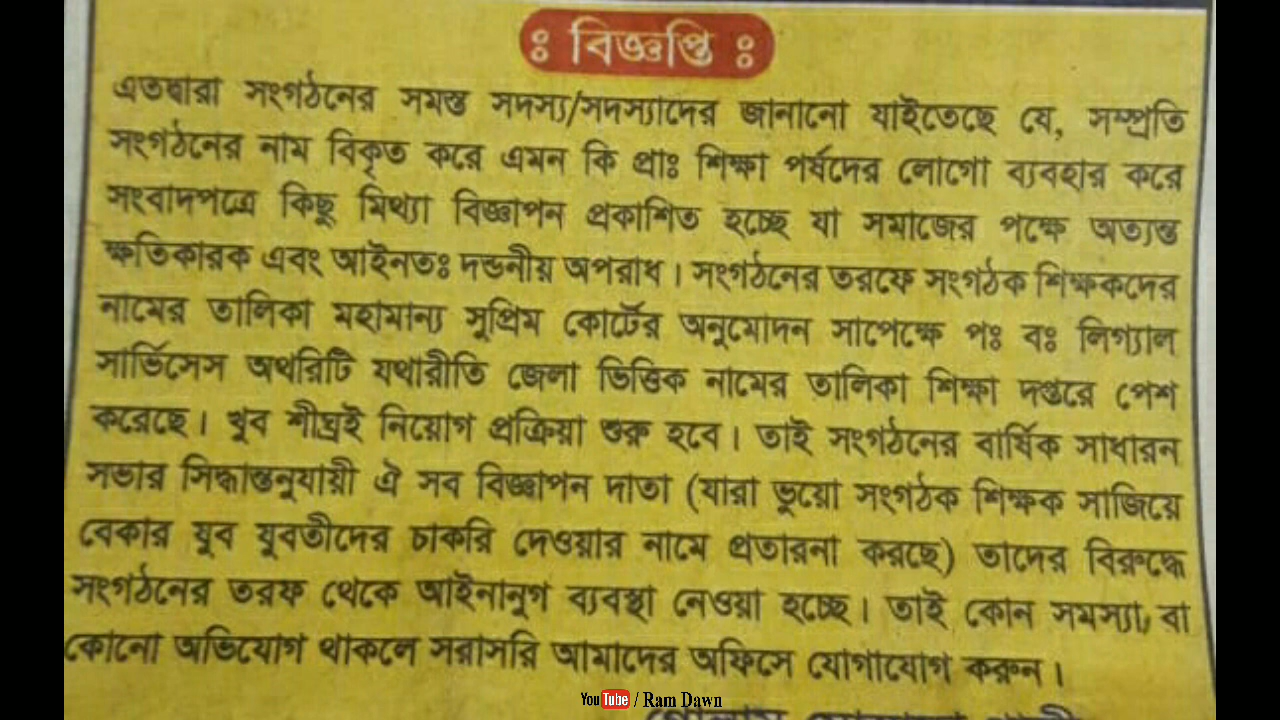 ঃ বিজ্ঞপ্তি ঃ
এতদ্বারা সংগঠনের সমস্ত সদস্য/সদস্যাদের জানানো যাইতেছে যে, সম্প্রতি
সংগঠনের নাম বিকৃত করে এমন কি প্রাঃ শিক্ষা পর্ষদের লোগো ব্যবহার করে
সংবাদপত্রে কিছু মিথ্যা বিজ্ঞাপন প্রকাশিত হচ্ছে যা সমাজের পক্ষে অত্যন্ত
ক্ষতিকারক এবং আইনতঃ দন্ডনীয় অপরাধ। সংগঠনের তরফে সংগঠক শিক্ষকদের
নামের তালিকা মহামান্য সুপ্রিম কোর্টের অনুমোদন সাপেক্ষে পঃ বঃ লিগ্যাল
সার্ভিসেস অথরিটি যথারীতি জেলা ভিত্তিক নামের তালিকা শিক্ষা দপ্তরে পেশ
করেছে। খুব শীঘ্রই নিয়োগ প্রক্রিয়া শুরু হবে। তাই সংগঠনের বার্ষিক সাধারন
সভার সিদ্ধান্তনুযায়ী ঐ সব বিজ্ঞাপন দাতা (যারা ভুয়ো সংগঠক শিক্ষক সাজিয়ে
বেকার যুব যুবতীদের চাকরি দেওয়ার নামে প্রতারনা করছে) তাদের বিরুদ্ধে
সংগঠনের তরফ থেকে আইনানুগ ব্যবস্থা নেওয়া হচ্ছে। তাই কোন সমস্যা, বা
কোনো অভিযোগ থাকলে সরাসরি আমাদের অফিসে যোগাযোগ করুন।
YouTube / Ram Dawn